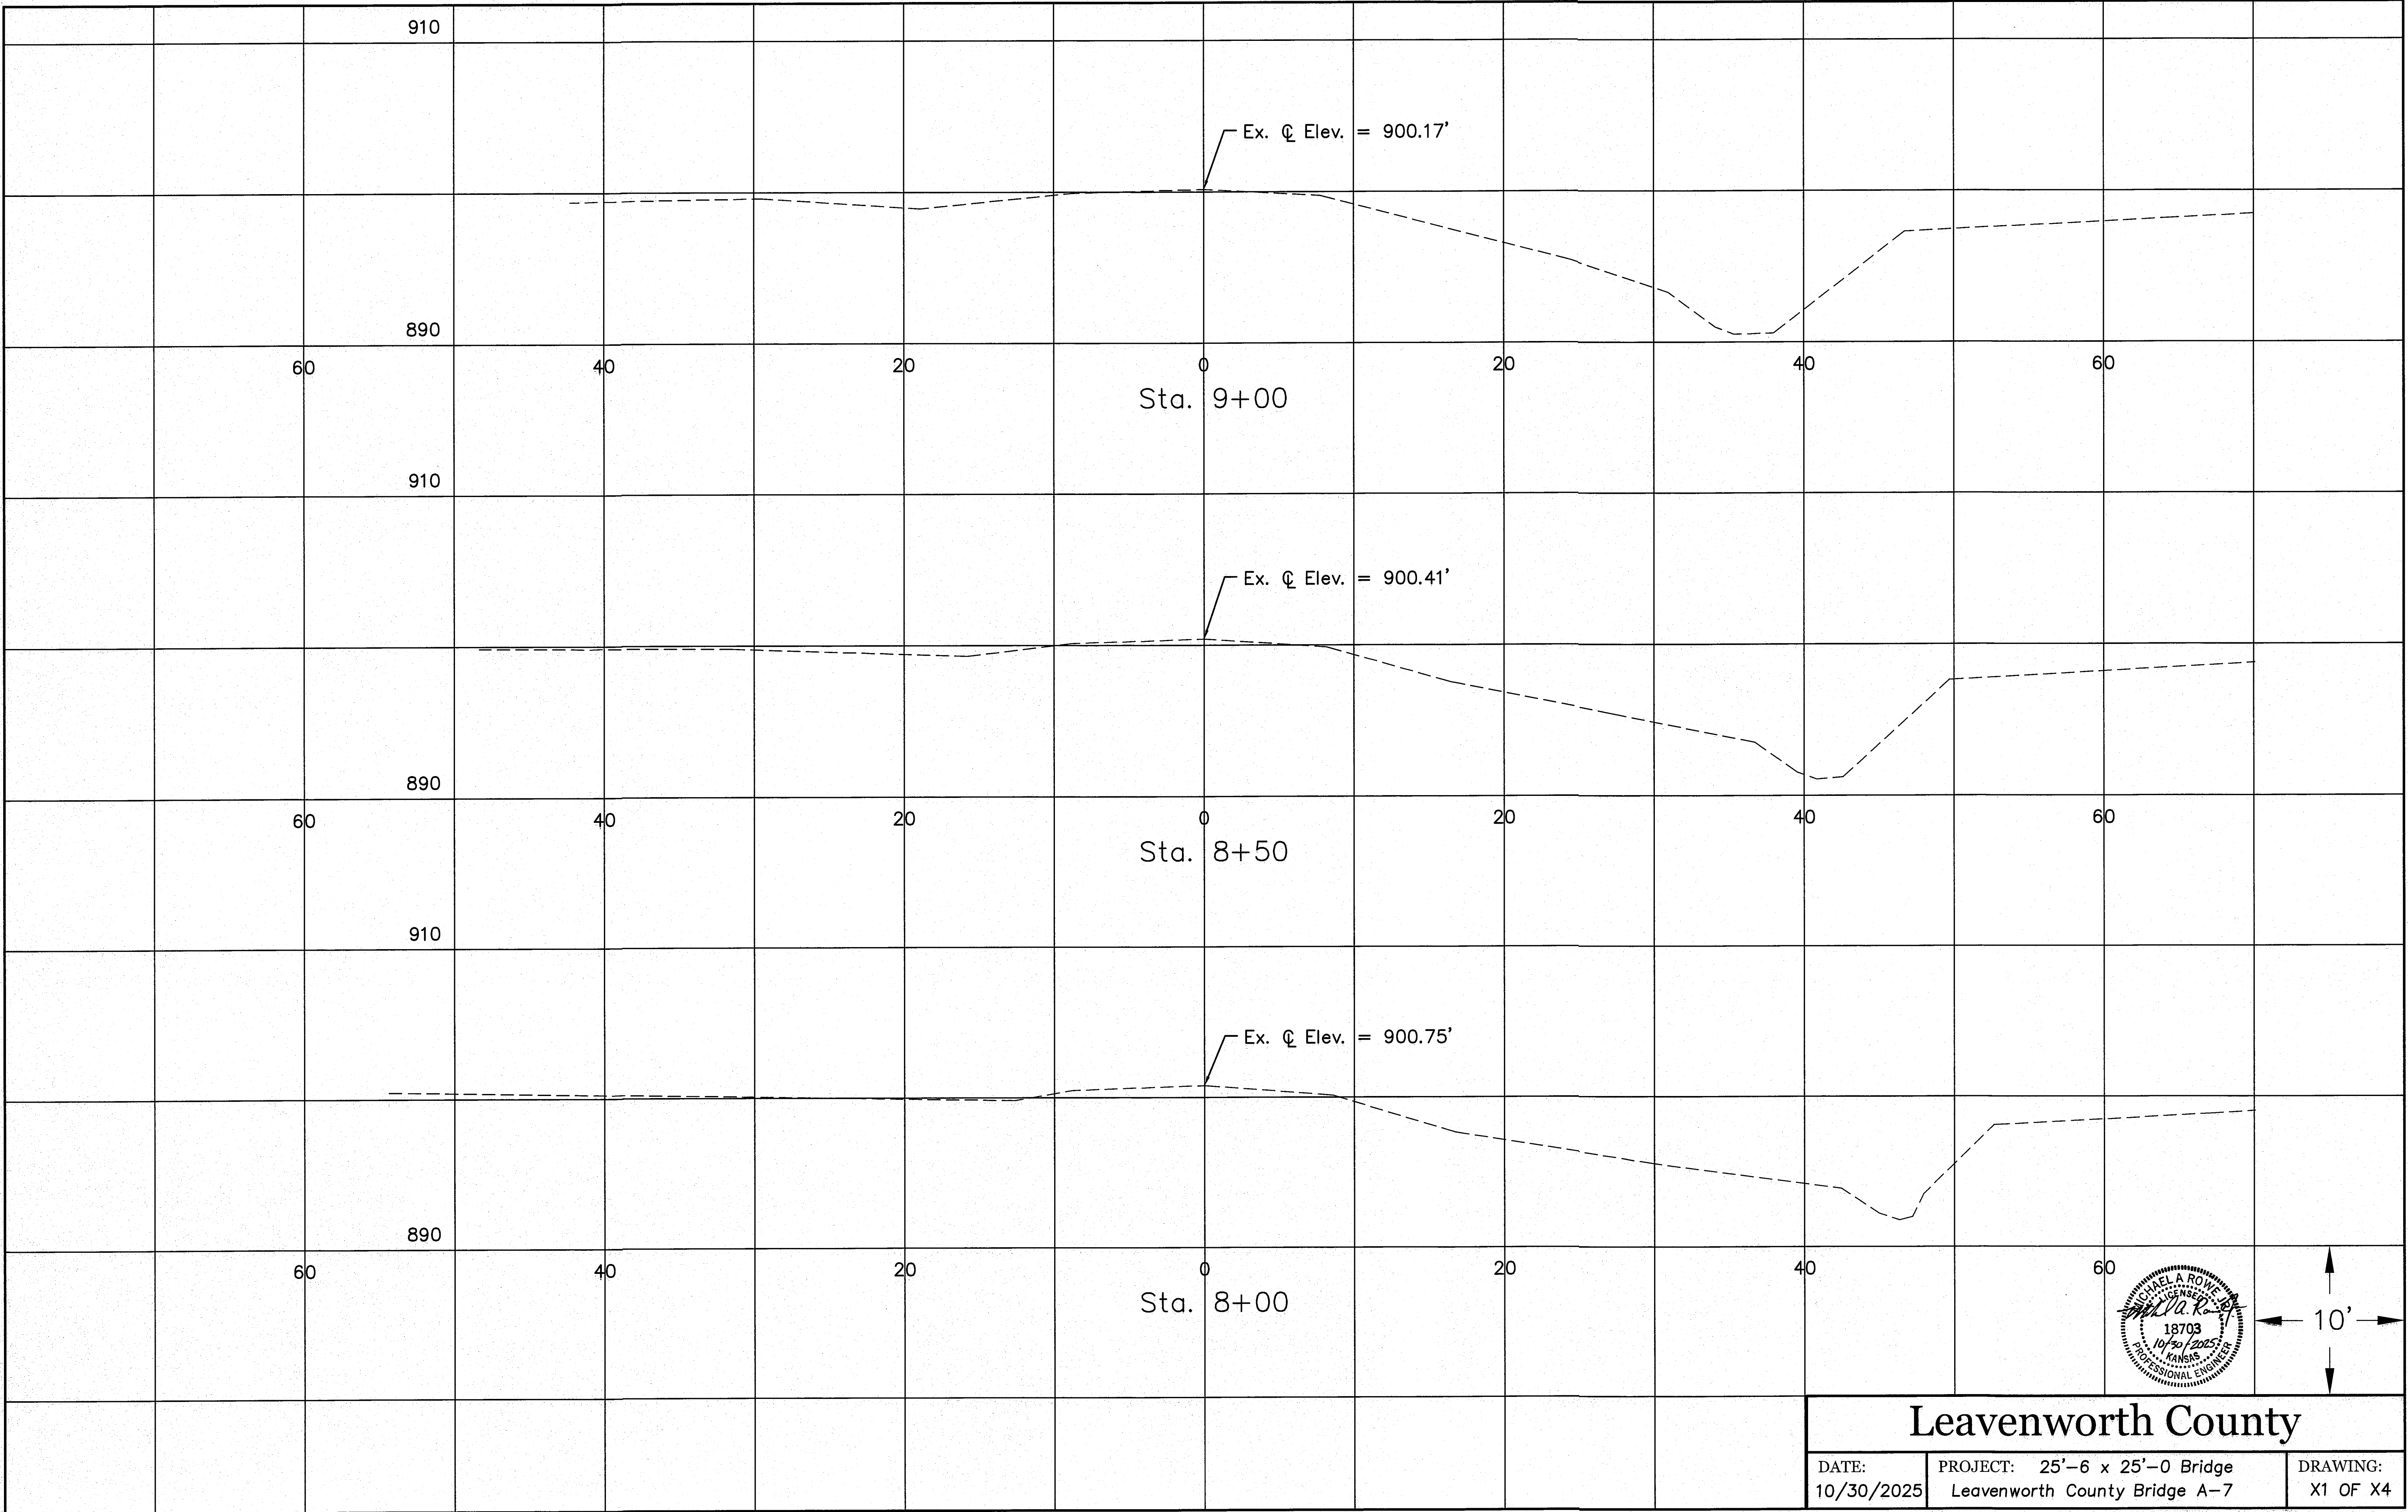 910
Ex. ℄ Elev. = 900.17’
890
60 40 20 0 20 40 60
Sta. 9+00
910
Ex. ℄ Elev. = 900.41’
890
60 40 20 0 20 40 60
Sta. 8+50
910
Ex. ℄ Elev. = 900.75’
890
60 40 20 0 20 40 60
Sta. 8+00
MICHAEL A ROWE JR.
LICENSED
18703
10/30/2025
KANSAS
PROFESSIONAL ENGINEER
10’
Leavenworth County
DATE:
10/30/2025
PROJECT: 25’-6 x 25’-0 Bridge
Leavenworth County Bridge A-7
DRAWING:
X1 OF X4